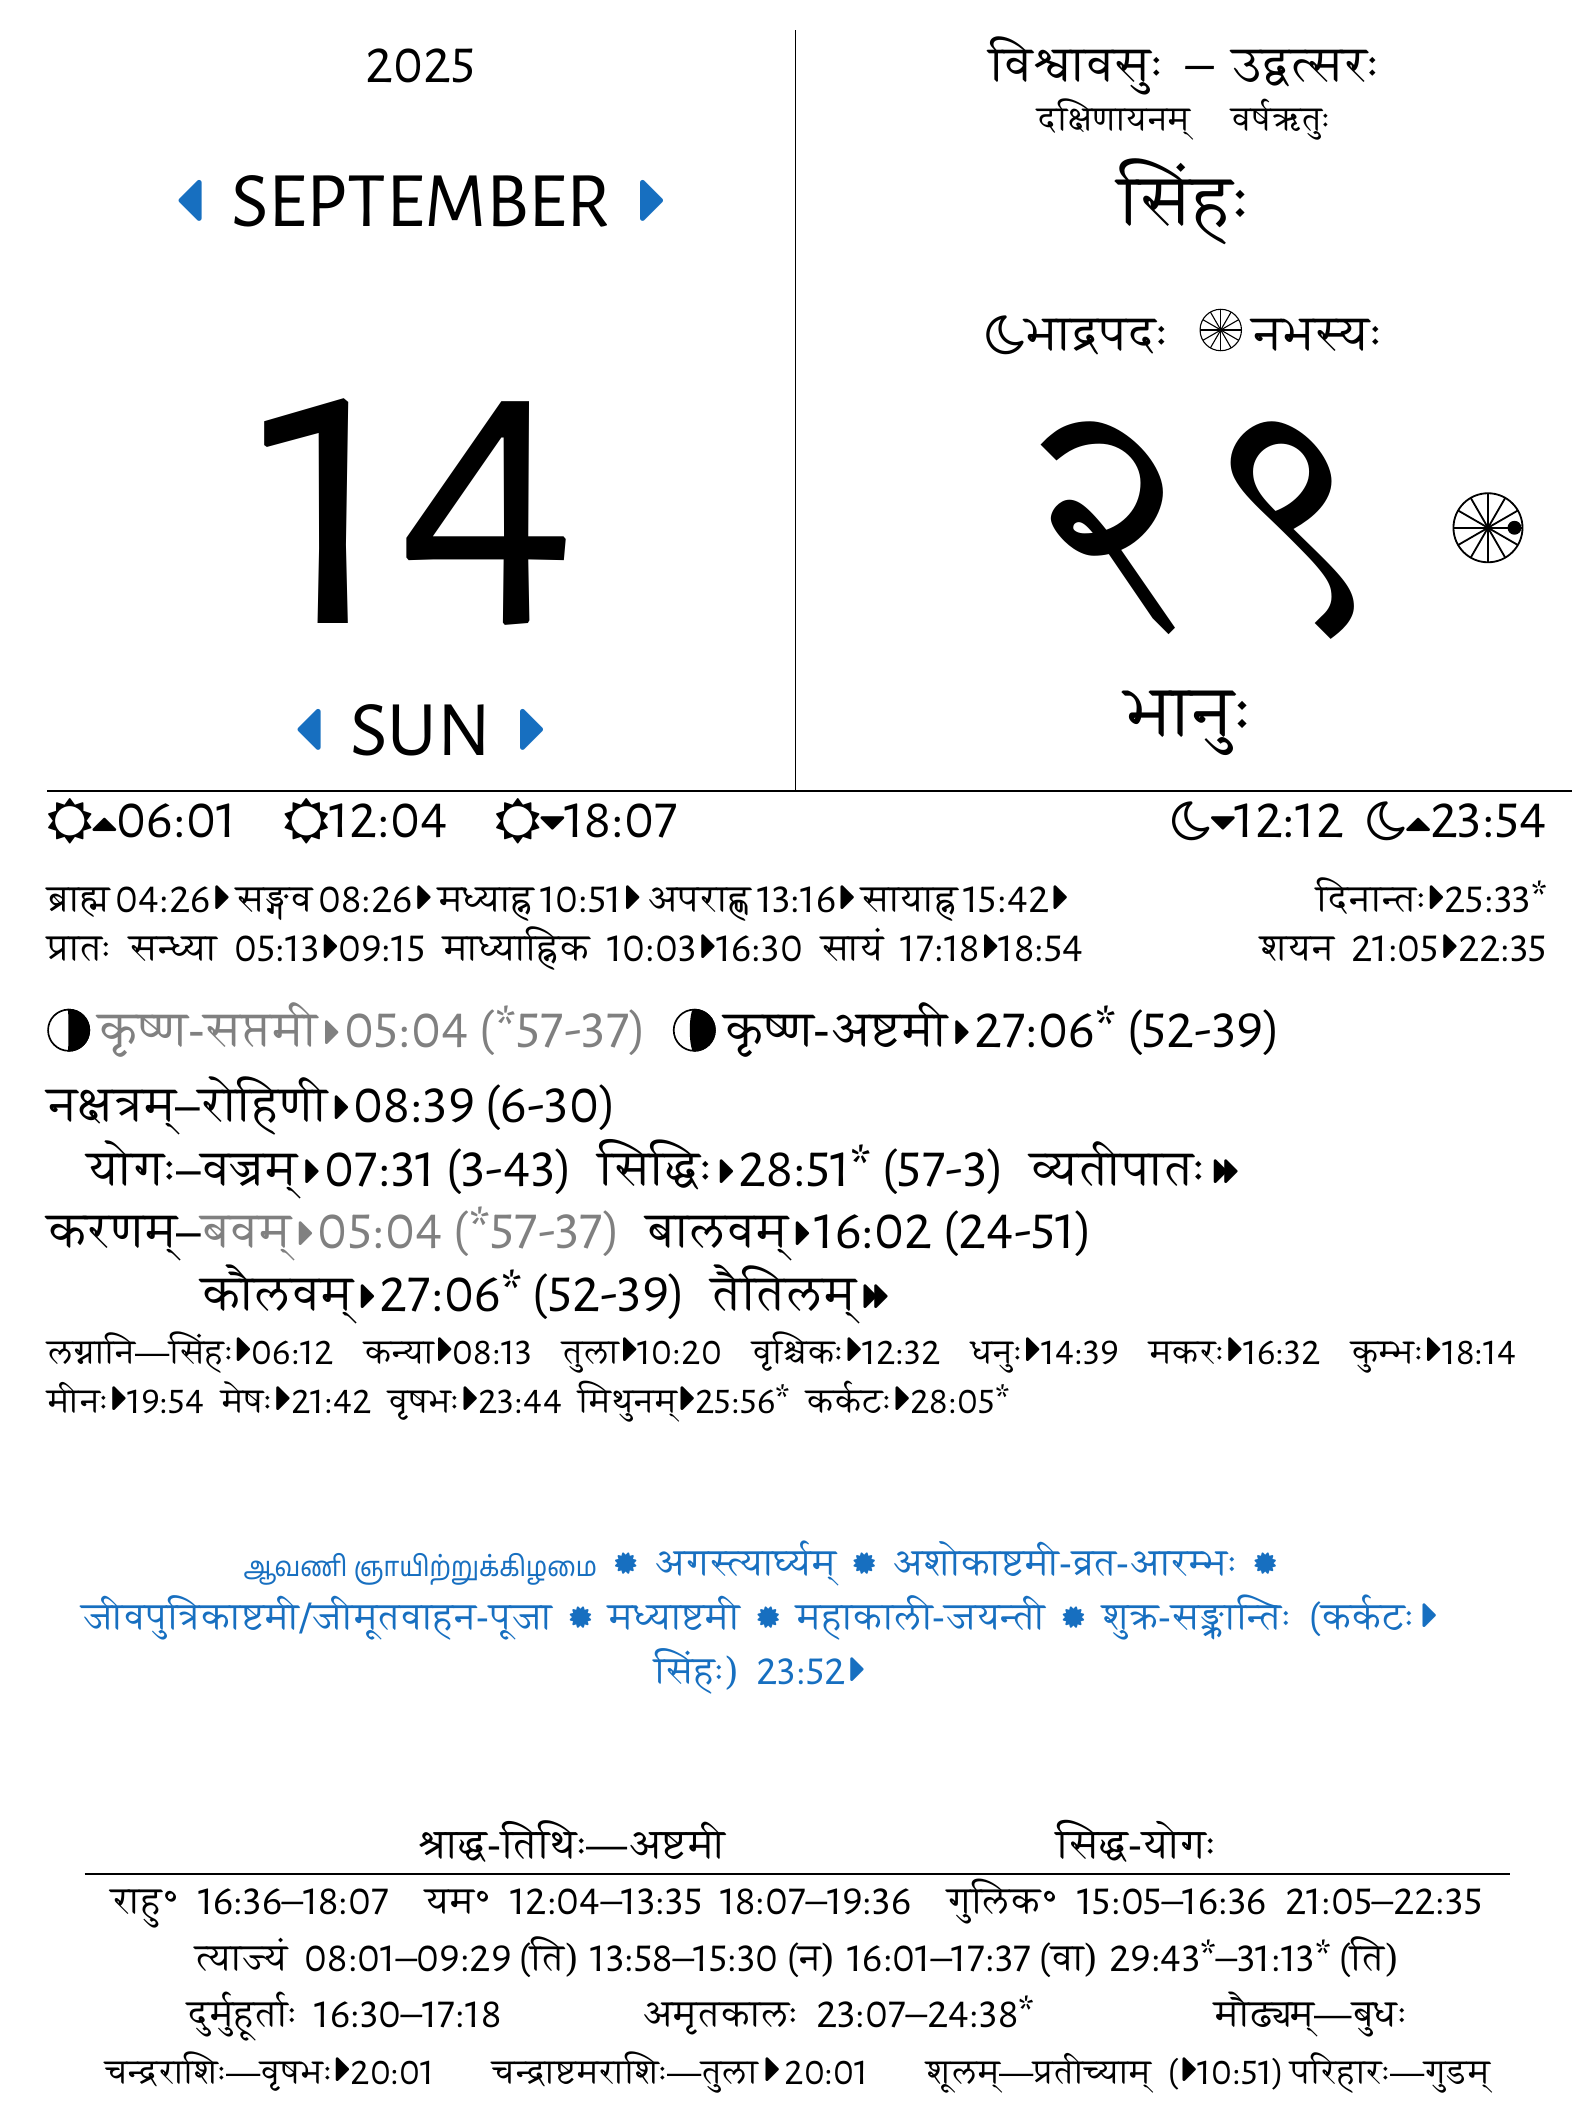 2025
SEPTEMBER
14
SUN
विश्वावसुः – उद्वत्सरः
दक्षिणायनम् वर्षऋतुः
सिंहः
भाद्रपदः नभस्यः
२९
भानुः
06:01 12:04 18:07 12:12 23:54
ब्राह्म 04:26 सङ्गव 08:26 मध्याह्न 10:51 अपराह्ण 13:16 सायाह्न 15:42 दिनान्तः 25:33*
प्रातः सन्ध्या 05:13 09:15 माध्याह्निक 10:03 16:30 सायं 17:18 18:54 शयन 21:05 22:35
कृष्ण-सप्तमी 05:04 (*57-37) कृष्ण-अष्टमी 27:06* (52-39)
नक्षत्रम्–रोहिणी 08:39 (6-30)
योगः–वज्रम् 07:31 (3-43) सिद्धिः 28:51* (57-3) व्यतीपातः
करणम्–बवम् 05:04 (*57-37) बालवम् 16:02 (24-51)
कौलवम् 27:06* (52-39) तैतिलम्
लग्नानि—सिंहः 06:12 कन्या 08:13 तुला 10:20 वृश्चिकः 12:32 धनुः 14:39 मकरः 16:32 कुम्भः 18:14
मीनः 19:54 मेषः 21:42 वृषभः 23:44 मिथुनम् 25:56* कर्कटः 28:05*
ஆவணி ஞாயிற்றுக்கிழமை ✹ अगस्त्यार्घ्यम् ✹ अशोकाष्टमी-व्रत-आरम्भः ✹
जीवपुत्रिकाष्टमी/जीमूतवाहन-पूजा ✹ मध्याष्टमी ✹ महाकाली-जयन्ती ✹ शुक्र-सङ्क्रान्तिः (कर्कटः
सिंहः) 23:52
श्राद्ध-तिथिः—अष्टमी सिद्ध-योगः
राहु॰ 16:36–18:07 यम॰ 12:04–13:35 18:07–19:36 गुलिक॰ 15:05–16:36 21:05–22:35
त्याज्यं 08:01–09:29 (ति) 13:58–15:30 (न) 16:01–17:37 (वा) 29:43*–31:13* (ति)
दुर्मुहूर्ताः 16:30–17:18 अमृतकालः 23:07–24:38* मौढ्यम्—बुधः
चन्द्रराशिः—वृषभः 20:01 चन्द्राष्टमराशिः—तुला 20:01 शूलम्—प्रतीच्याम् (10:51) परिहारः—गुडम्